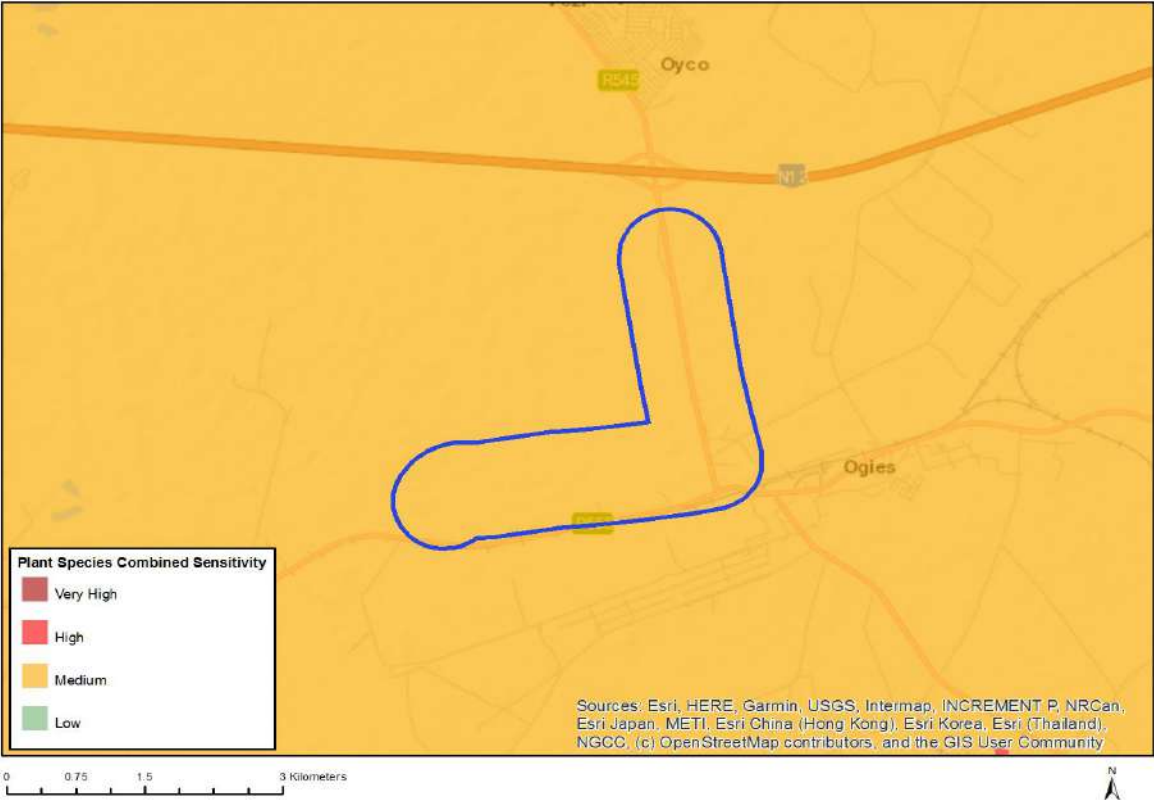 Oyco
R545
N12
Ogies
Plant Species Combined Sensitivity
Very High
High
Medium
Low
Sources: Esri, HERE, Garmin, USGS, Intermap, INCREMENT P, NRCan,
Esri Japan, METI, Esri China (Hong Kong), Esri Korea, Esri (Thailand),
NGCC, (c) OpenStreetMap contributors, and the GIS User Community
0 0.75 1.5 3 Kilometers
N